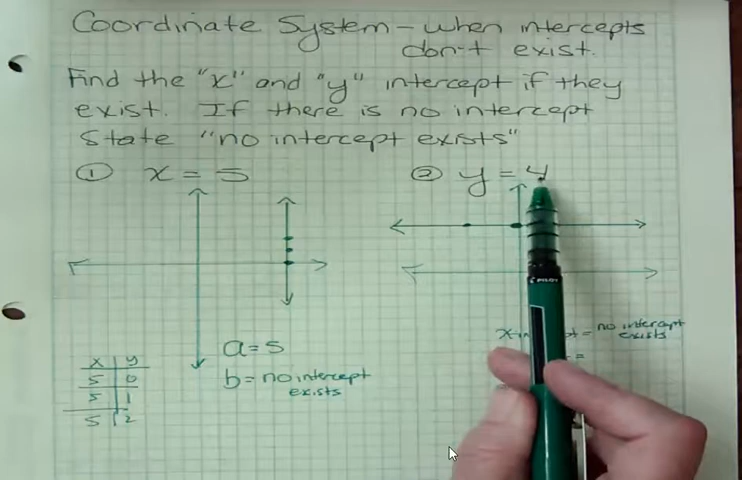 Coordinate System - when intercepts
don't exist.
Find the "x" and "y" intercept if they
exist. If there is no intercept
State "no intercept exists"
① x = 5
② y = 4
a = 5
b = no intercept
exists
x | y
5 | 0
5 | 1
5 | 2
= no intercept
exists
=
PILOT